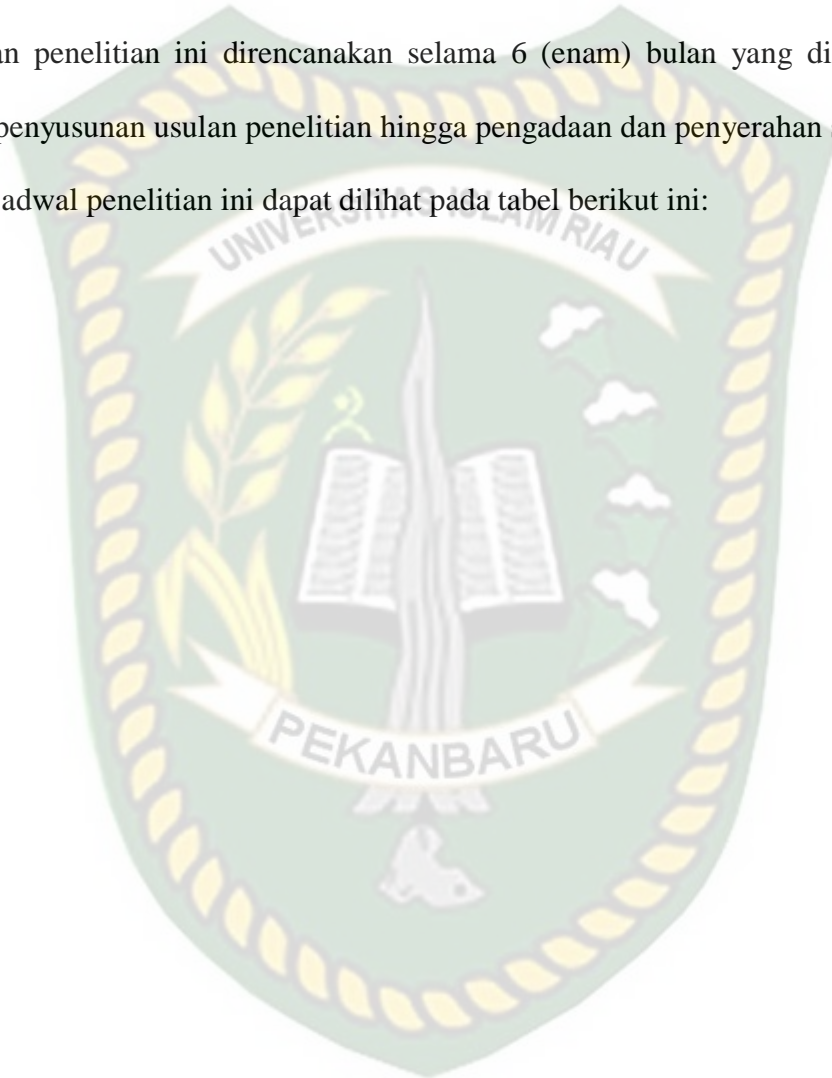 an penelitian ini direncanakan selama 6 (enam) bulan yang di
penyusunan usulan penelitian hingga pengadaan dan penyerahan
adwal penelitian ini dapat dilihat pada tabel berikut ini:
UNIVERSITAS ISLAM RIAU
PEKANBARU